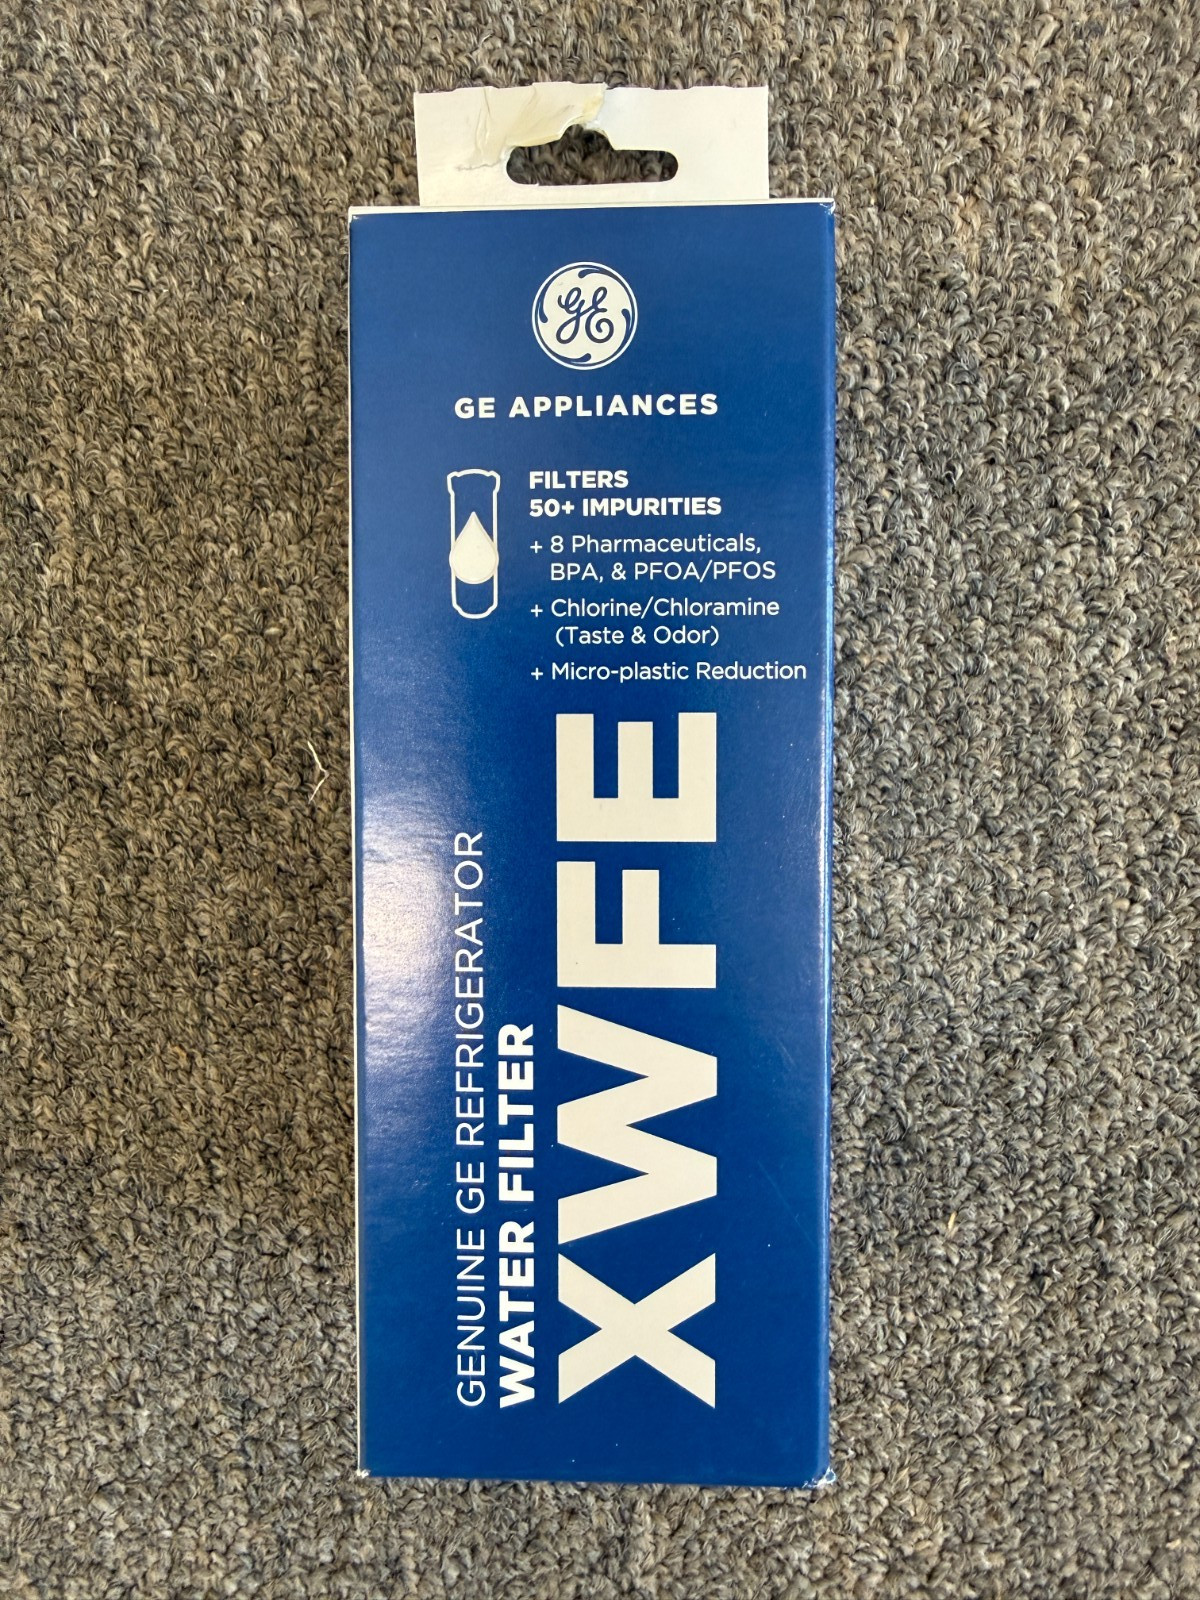 GE
GE APPLIANCES
FILTERS
50+ IMPURITIES
+ 8 Pharmaceuticals,
BPA, & PFOA/PFOS
+ Chlorine/Chloramine
(Taste & Odor)
+ Micro-plastic Reduction
GENUINE GE REFRIGERATOR
WATER FILTER
XWFE